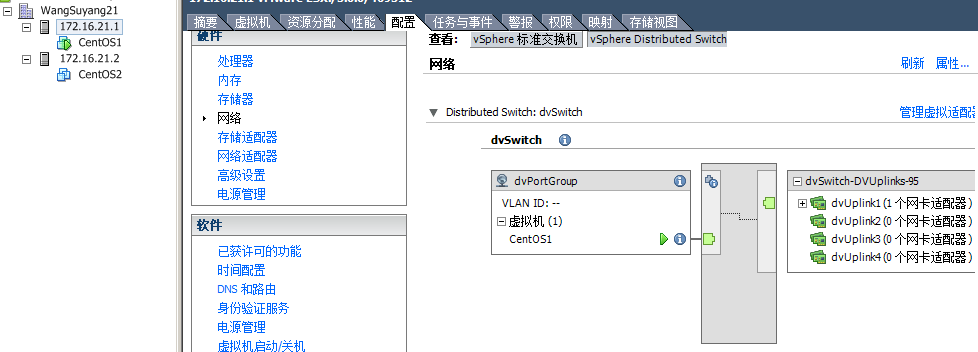 WangSuyang21
172.16.21.1
CentOS1
172.16.21.2
CentOS2
摘要 虚拟机 资源分配 性能 配置 任务与事件 警报 权限 映射 存储视图
硬件
处理器
内存
存储器
网络
存储适配器
网络适配器
高级设置
电源管理
软件
已获许可的功能
时间配置
DNS 和路由
身份验证服务
电源管理
虚拟机启动/关机
查看: vSphere 标准交换机 vSphere Distributed Switch
网络 刷新 属性...
Distributed Switch: dvSwitch 管理虚拟适配器
dvSwitch
dvPortGroup
VLAN ID: --
虚拟机 (1)
CentOS1
dvSwitch-DVUplinks-95
dvUplink1 (1 个网卡适配器)
dvUplink2 (0 个网卡适配器)
dvUplink3 (0 个网卡适配器)
dvUplink4 (0 个网卡适配器)